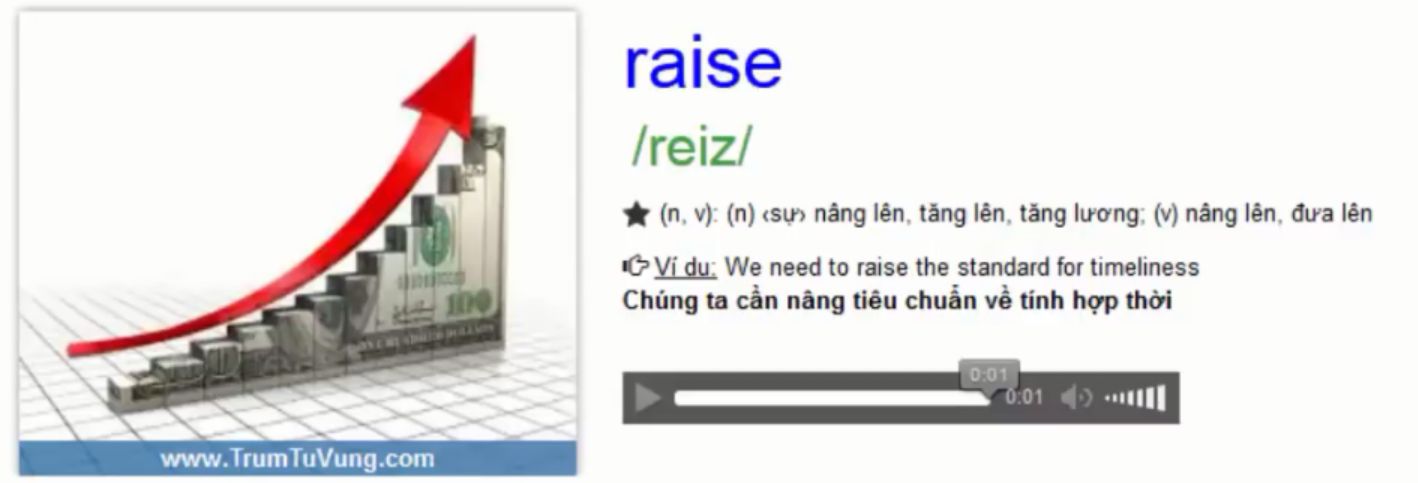 raise
/reiz/
★ (n, v): (n) ‹sự› nâng lên, tăng lên, tăng lương; (v) nâng lên, đưa lên
Ví du: We need to raise the standard for timeliness
Chúng ta cần nâng tiêu chuẩn về tính hợp thời
0:01
0:01
100
www.TrumTuVung.com